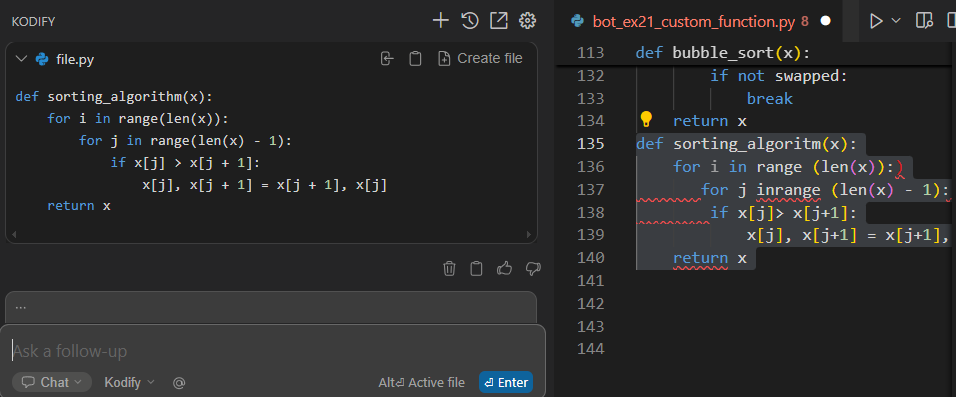 KODIFY
file.py
Create file
def sorting_algorithm(x):
for i in range(len(x)):
for j in range(len(x) - 1):
if x[j] > x[j + 1]:
x[j], x[j + 1] = x[j + 1], x[j]
return x
...
Ask a follow-up
Chat
Kodify
@
Alt⏎ Active file
⏎ Enter
bot_ex21_custom_function.py 8
113 def bubble_sort(x):
132 if not swapped:
133 break
134 return x
135 def sorting_algoritm(x):
136 for i in range (len(x)):)
137 for j inrange (len(x) - 1):
138 if x[j]> x[j+1]:
139 x[j], x[j+1] = x[j+1],
140 return x
141
142
143
144